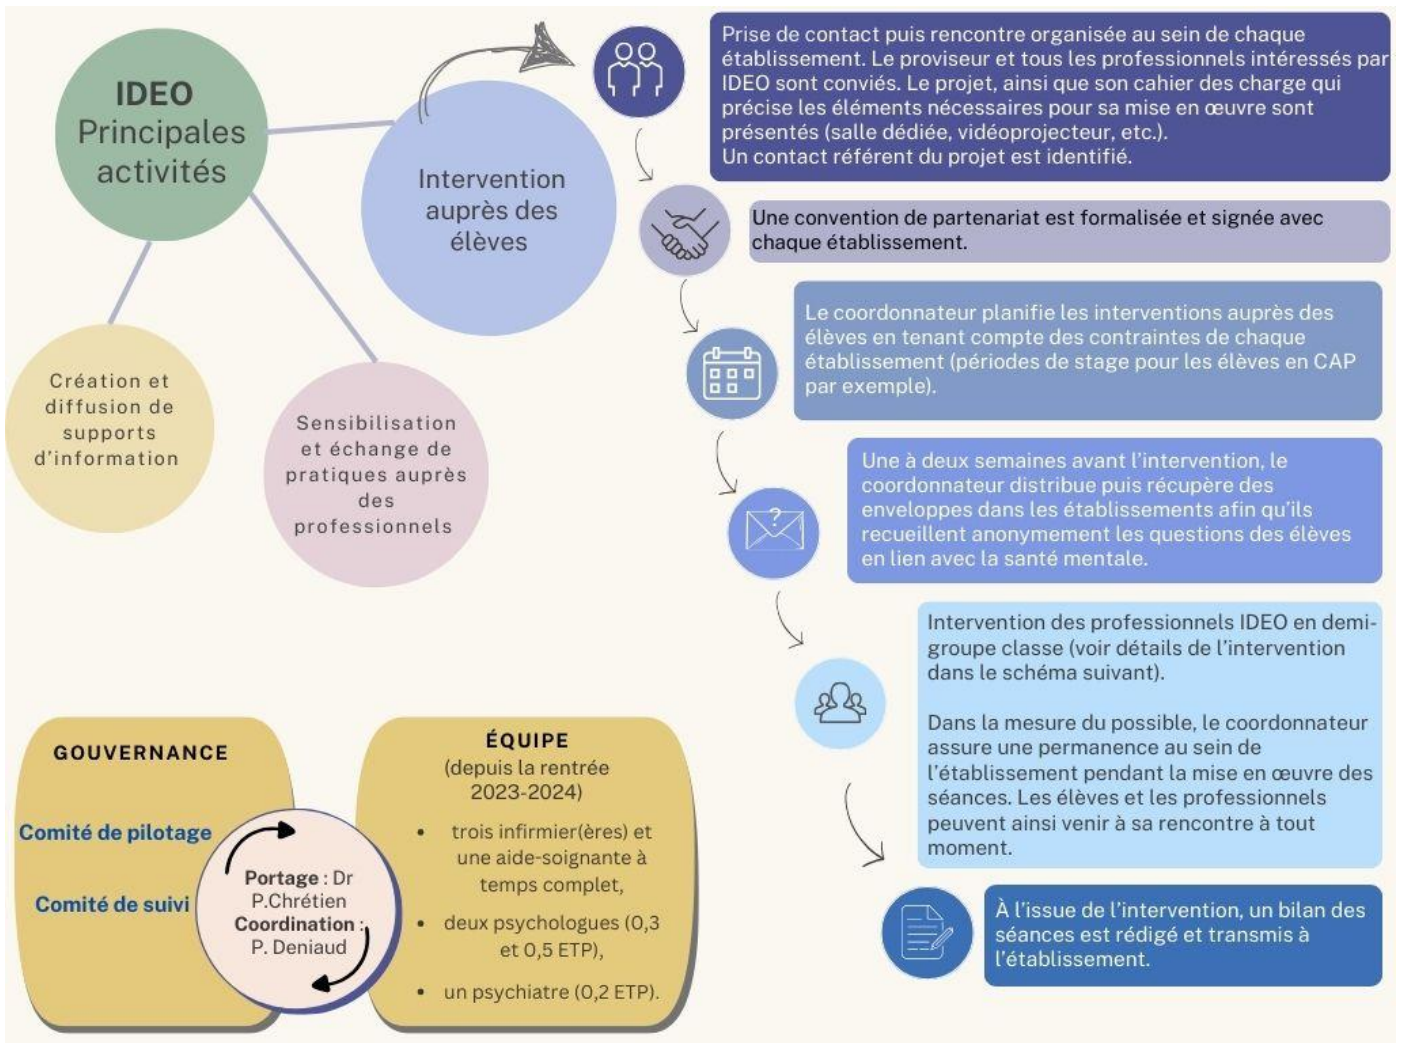 IDEO
Principales
activités
Intervention
auprès des
élèves
Création et
diffusion de
supports
d'information
Sensibilisation
et échange de
pratiques auprès
des
professionnels
Prise de contact puis rencontre organisée au sein de chaque
établissement. Le proviseur et tous les professionnels intéressés par
IDEO sont conviés. Le projet, ainsi que son cahier des charge qui
précise les éléments nécessaires pour sa mise en œuvre sont
présentés (salle dédiée, vidéoprojecteur, etc.).
Un contact référent du projet est identifié.
Une convention de partenariat est formalisée et signée avec
chaque établissement.
Le coordonnateur planifie les interventions auprès des
élèves en tenant compte des contraintes de chaque
établissement (périodes de stage pour les élèves en CAP
par exemple).
?
Une à deux semaines avant l'intervention, le
coordonnateur distribue puis récupère des
enveloppes dans les établissements afin qu'ils
recueillent anonymement les questions des élèves
en lien avec la santé mentale.
Intervention des professionnels IDEO en demi-
groupe classe (voir détails de l'intervention
dans le schéma suivant).
Dans la mesure du possible, le coordonnateur
assure une permanence au sein de
l'établissement pendant la mise en œuvre des
séances. Les élèves et les professionnels
peuvent ainsi venir à sa rencontre à tout
moment.
À l'issue de l'intervention, un bilan des
séances est rédigé et transmis à
l'établissement.
GOUVERNANCE
Comité de pilotage
Comité de suivi
Portage : Dr
P.Chrétien
Coordination :
P. Deniaud
ÉQUIPE
(depuis la rentrée
2023-2024)
• trois infirmier(ères) et
une aide-soignante à
temps complet,
• deux psychologues (0,3
et 0,5 ETP),
• un psychiatre (0,2 ETP).